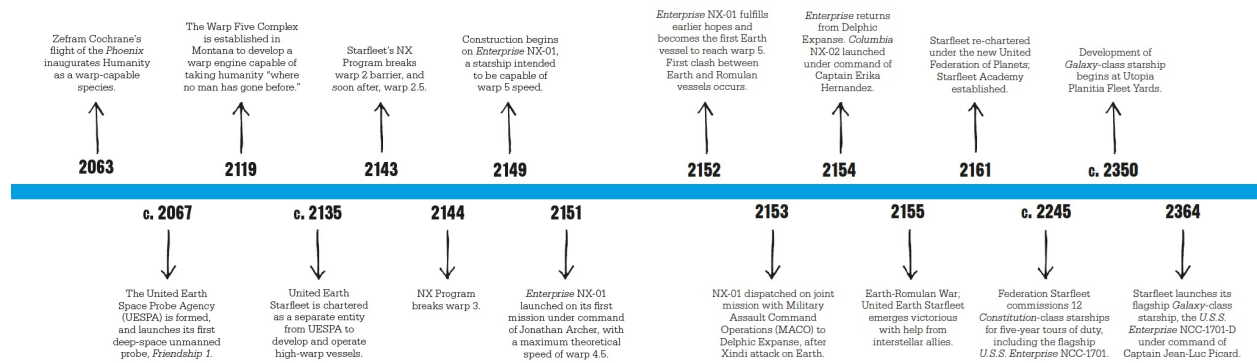 Zefram Cochrane's
flight of the Phoenix
inaugurates Humanity
as a warp-capable
species.
2063
The Warp Five Complex
is established in
Montana to develop a
warp engine capable of
taking humanity "where
no man has gone before."
2119
Starfleet's NX
Program breaks
warp 2 barrier, and
soon after, warp 2.5.
2143
Construction begins
on Enterprise NX-01,
a starship intended
to be capable of
warp 5 speed.
2149
Enterprise NX-01 fulfills
earlier hopes and
becomes the first Earth
vessel to reach warp 5.
First clash between
Earth and Romulan
vessels occurs.
2152
Enterprise returns
from Delphic
Expanse. Columbia
NX-02 launched
under command of
Captain Erika
Hernandez.
2154
Starfleet re-chartered
under the new United
Federation of Planets;
Starfleet Academy
established.
2161
Development of
Galaxy-class starship
begins at Utopia
Planitia Fleet Yards.
c. 2350
c. 2067
The United Earth
Space Probe Agency
(UESPA) is formed,
and launches its first
deep-space unmanned
probe, Friendship 1.
c. 2135
United Earth
Starfleet is chartered
as a separate entity
from UESPA to
develop and operate
high-warp vessels.
2144
NX Program
breaks warp 3.
2151
Enterprise NX-01
launched on its first
mission under command
of Jonathan Archer, with
a maximum theoretical
speed of warp 4.5.
2153
NX-01 dispatched on joint
mission with Military
Assault Command
Operations (MACO) to
Delphic Expanse, after
Xindi attack on Earth.
2155
Earth-Romulan War;
United Earth Starfleet
emerges victorious
with help from
interstellar allies.
c. 2245
Federation Starfleet
commissions 12
Constitution-class starships
for five-year tours of duty,
including the flagship
U.S.S. Enterprise NCC-1701.
2364
Starfleet launches its
flagship Galaxy-class
starship, the U.S.S.
Enterprise NCC-1701-D
under command of
Captain Jean-Luc Picard.